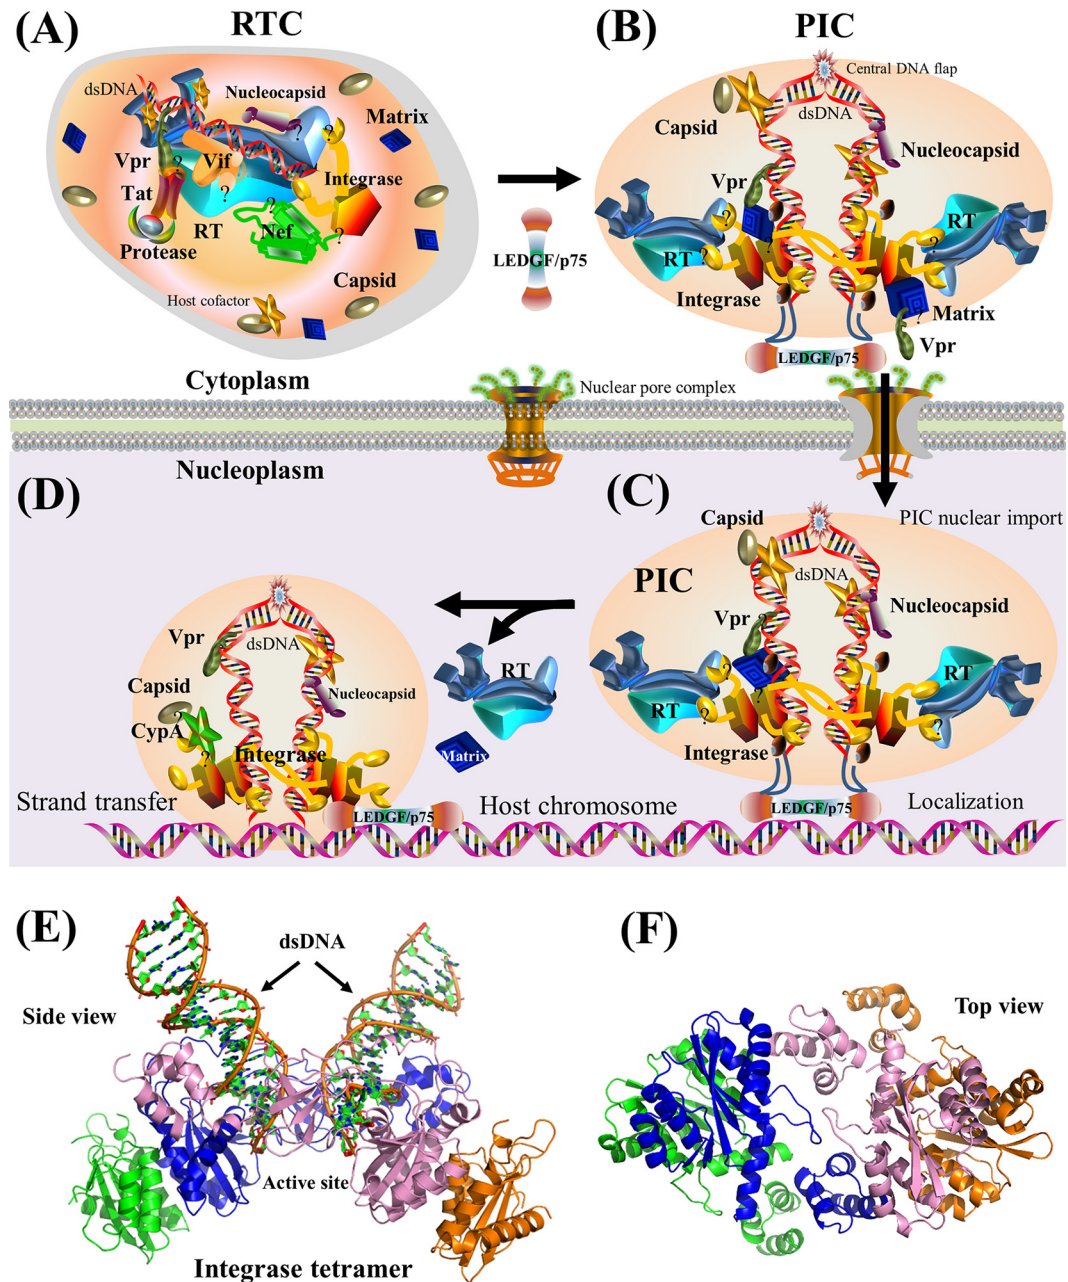 (A)
RTC
dsDNA
Nucleocapsid
?
?
Matrix
Vpr
?
Vif
Tat
?
Integrase
RT
?
Nef
?
Protease
Capsid
Host cofactor
?
LEDGF/p75
(B)
PIC
Central DNA flap
dsDNA
Capsid
Nucleocapsid
Vpr
?
?
RT
?
?
RT
?
Integrase
Matrix
?
Vpr
LEDGF/p75
Cytoplasm
Nuclear pore complex
Nucleoplasm
(C)
PIC nuclear import
Capsid
PIC
dsDNA
Nucleocapsid
Vpr
?
RT
?
?
?
RT
?
Integrase
LEDGF/p75
Localization
(D)
Vpr
dsDNA
Capsid
Nucleocapsid
?
CypA
?
Integrase
RT
Matrix
Strand transfer
LEDGF/p75
Host chromosome
(E)
dsDNA
Side view
Active site
Integrase tetramer
(F)
Top view